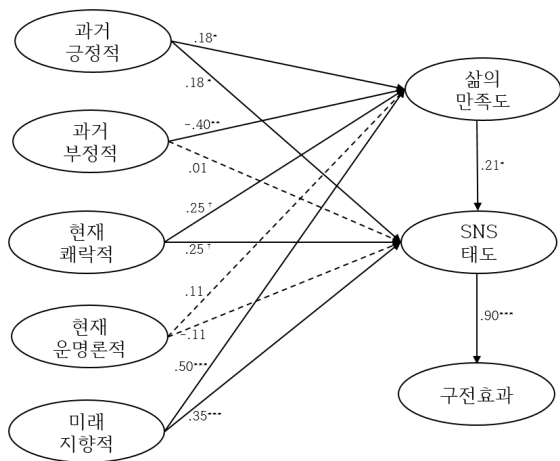 과거
긍정적
과거
부정적
현재
쾌락적
현재
운명론적
미래
지향적
.18*
.18*
-.40**
.01
.25†
.25†
.11
-.11
.50***
.35***
삶의
만족도
.21*
SNS
태도
.90***
구전효과